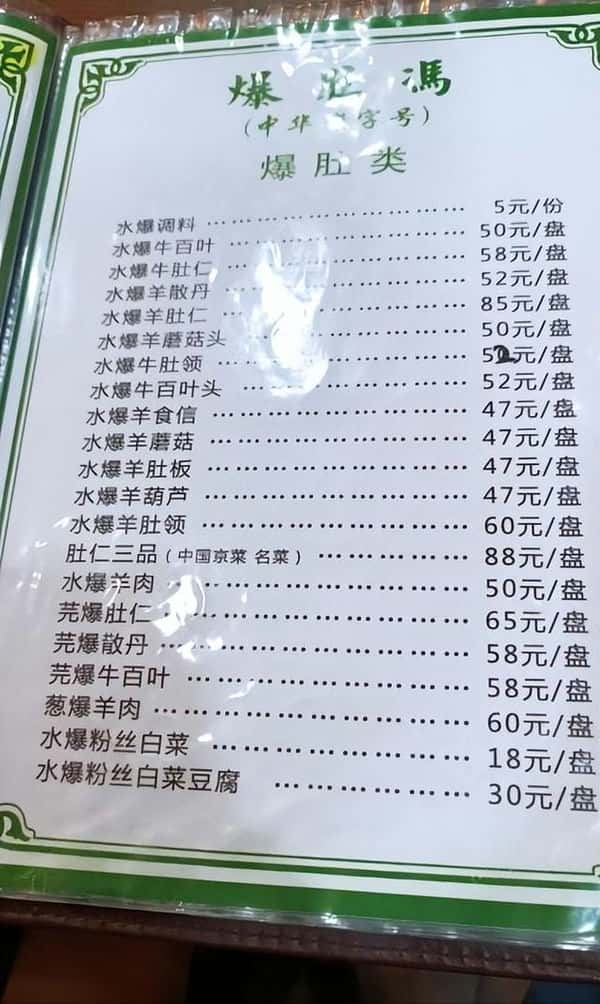 爆肚馮
(中华 字号)
爆肚类
水爆调料 ………………………… 5元/份
水爆牛百叶 ………………………… 50元/盘
水爆牛肚仁 ………………………… 58元/盘
水爆羊散丹 ………………………… 52元/盘
水爆羊肚仁 ………………………… 85元/盘
水爆羊蘑菇头 ………………………… 50元/盘
水爆牛肚领 ………………………… 元/盘
水爆牛百叶头 ………………………… 52元/盘
水爆羊食信 ………………………… 47元/盘
水爆羊蘑菇 ………………………… 47元/盘
水爆羊肚板 ………………………… 47元/盘
水爆羊葫芦 ………………………… 47元/盘
水爆羊肚领 ………………………… 60元/盘
肚仁三品(中国京菜 名菜) ……………… 88元/盘
水爆羊肉 ………………………… 50元/盘
芫爆肚仁 ………………………… 65元/盘
芫爆散丹 ………………………… 58元/盘
芫爆牛百叶 ………………………… 58元/盘
葱爆羊肉 ………………………… 60元/盘
水爆粉丝白菜 ………………………… 18元/盘
水爆粉丝白菜豆腐 ………………… 30元/盘